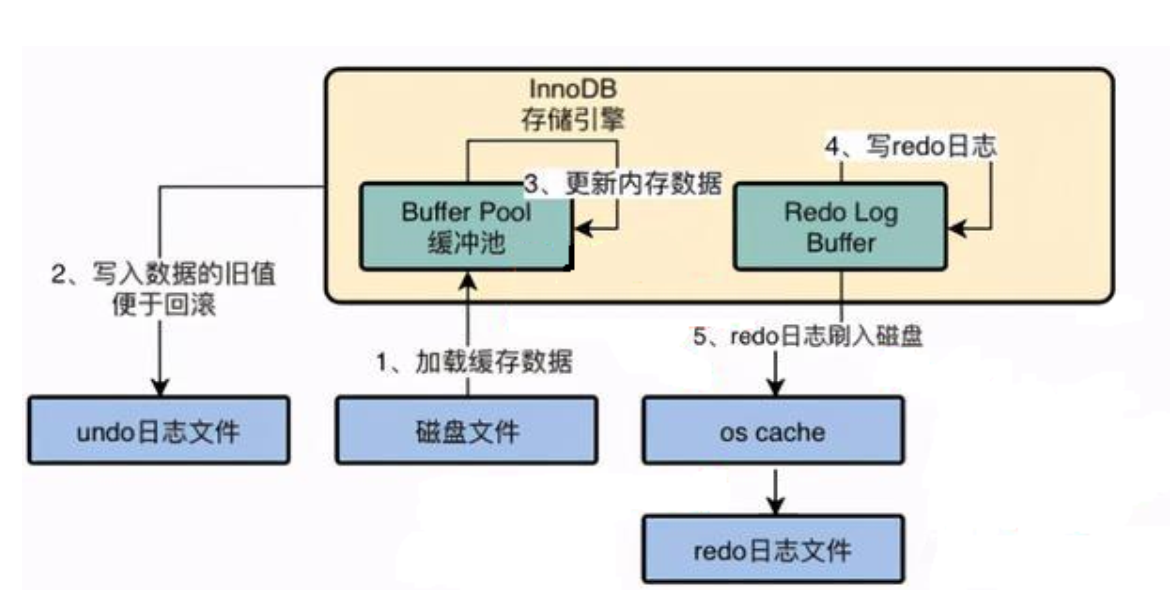 InnoDB
存储引擎
4、写redo日志
3、更新内存数据
Buffer Pool
缓冲池
Redo Log
Buffer
2、写入数据的旧值
便于回滚
5、redo日志刷入磁盘
1、加载缓存数据
undo日志文件
磁盘文件
os cache
redo日志文件